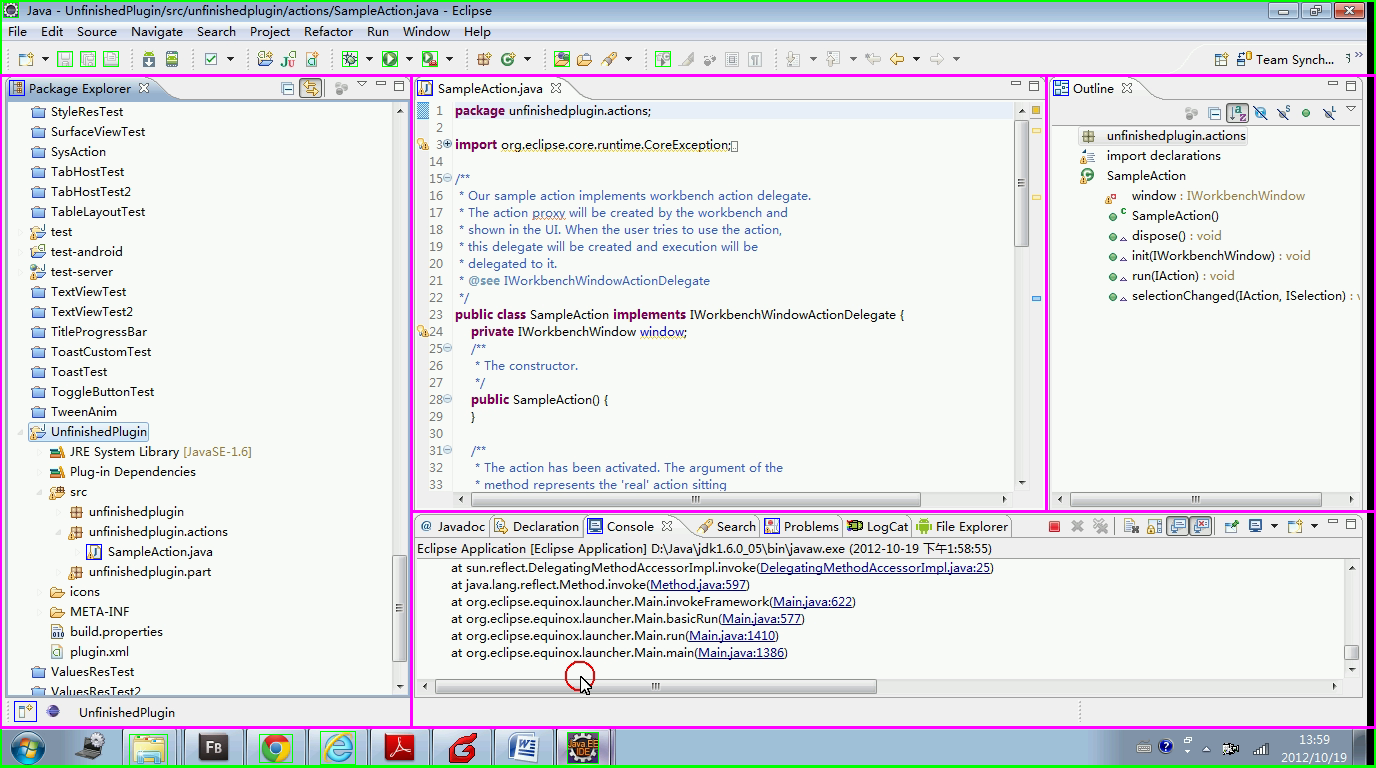 Java - UnfinishedPlugin/src/unfinishedplugin/actions/SampleAction.java - Eclipse
File Edit Source Navigate Search Project Refactor Run Window Help
Team Synch...
Package Explorer
StyleResTest
SurfaceViewTest
SysAction
TabHostTest
TabHostTest2
TableLayoutTest
test
test-android
test-server
TextViewTest
TextViewTest2
TitleProgressBar
ToastCustomTest
ToastTest
ToggleButtonTest
TweenAnim
UnfinishedPlugin
JRE System Library [JavaSE-1.6]
Plug-in Dependencies
src
unfinishedplugin
unfinishedplugin.actions
SampleAction.java
unfinishedplugin.part
icons
META-INF
build.properties
plugin.xml
ValuesResTest
ValuesResTest2
SampleAction.java
1 package unfinishedplugin.actions;
2
3 import org.eclipse.core.runtime.CoreException;
14
15 /**
16 * Our sample action implements workbench action delegate.
17 * The action proxy will be created by the workbench and
18 * shown in the UI. When the user tries to use the action,
19 * this delegate will be created and execution will be
20 * delegated to it.
21 * @see IWorkbenchWindowActionDelegate
22 */
23 public class SampleAction implements IWorkbenchWindowActionDelegate {
24 private IWorkbenchWindow window;
25 /**
26 * The constructor.
27 */
28 public SampleAction() {
29 }
30
31 /**
32 * The action has been activated. The argument of the
33 * method represents the 'real' action sitting
Outline
unfinishedplugin.actions
import declarations
SampleAction
window : IWorkbenchWindow
SampleAction()
dispose() : void
init(IWorkbenchWindow) : void
run(IAction) : void
selectionChanged(IAction, ISelection) : v
@ Javadoc Declaration Console Search Problems LogCat File Explorer
Eclipse Application [Eclipse Application] D:\Java\jdk1.6.0_05\bin\javaw.exe (2012-10-19 下午1:58:55)
at sun.reflect.DelegatingMethodAccessorImpl.invoke(DelegatingMethodAccessorImpl.java:25)
at java.lang.reflect.Method.invoke(Method.java:597)
at org.eclipse.equinox.launcher.Main.invokeFramework(Main.java:622)
at org.eclipse.equinox.launcher.Main.basicRun(Main.java:577)
at org.eclipse.equinox.launcher.Main.run(Main.java:1410)
at org.eclipse.equinox.launcher.Main.main(Main.java:1386)
UnfinishedPlugin
FB
Java EE
IDE
13:59
2012/10/19